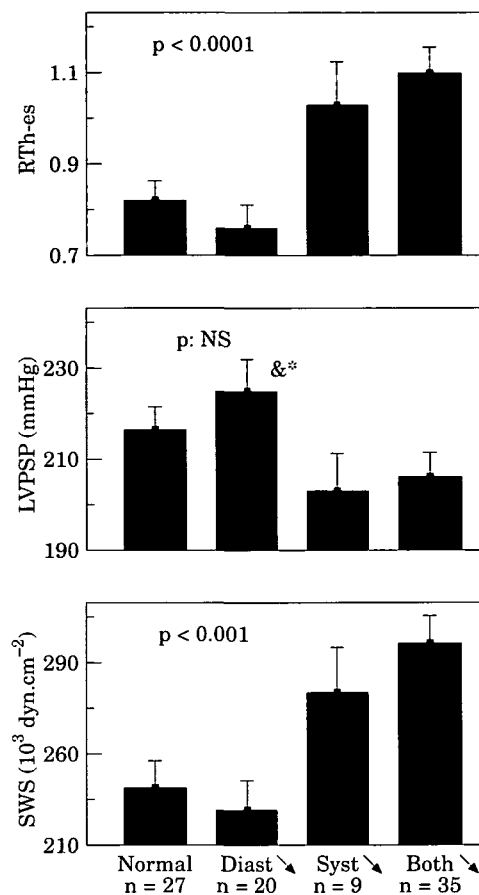 p < 0.0001
1.1
0.9
0.7
RTh-es
p: NS
&*
230
210
190
LVPSP (mmHg)
p < 0.001
290
260
210
SWS (10³ dyn.cm⁻²)
Normal Diast ↘ Syst ↘ Both ↘
n = 27 n = 20 n = 9 n = 35